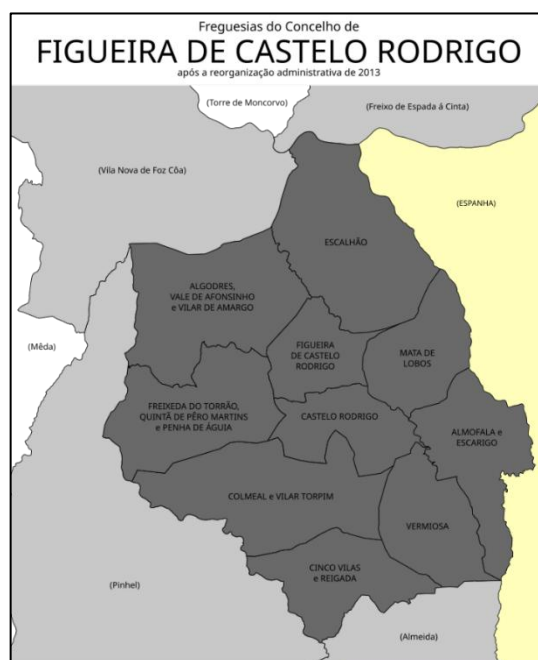 Freguesias do Concelho de
FIGUEIRA DE CASTELO RODRIGO
após a reorganização administrativa de 2013
(Torre de Moncorvo)
(Freixo de Espada á Cinta)
(Vila Nova de Foz Côa)
(ESPANHA)
ESCALHÃO
ALGODRES,
VALE DE AFONSINHO
e VILAR DE AMARGO
(Mêda)
FIGUEIRA
DE CASTELO
RODRIGO
MATA DE
LOBOS
FREIXEDA DO TORRÃO,
QUINTÃ DE PÊRO MARTINS
e PENHA DE ÁGUIA
CASTELO RODRIGO
ALMOFALA e
ESCARIGO
COLMEAL e VILAR TORPIM
VERMIOSA
CINCO VILAS
e REIGADA
(Pinhel)
(Almeida)